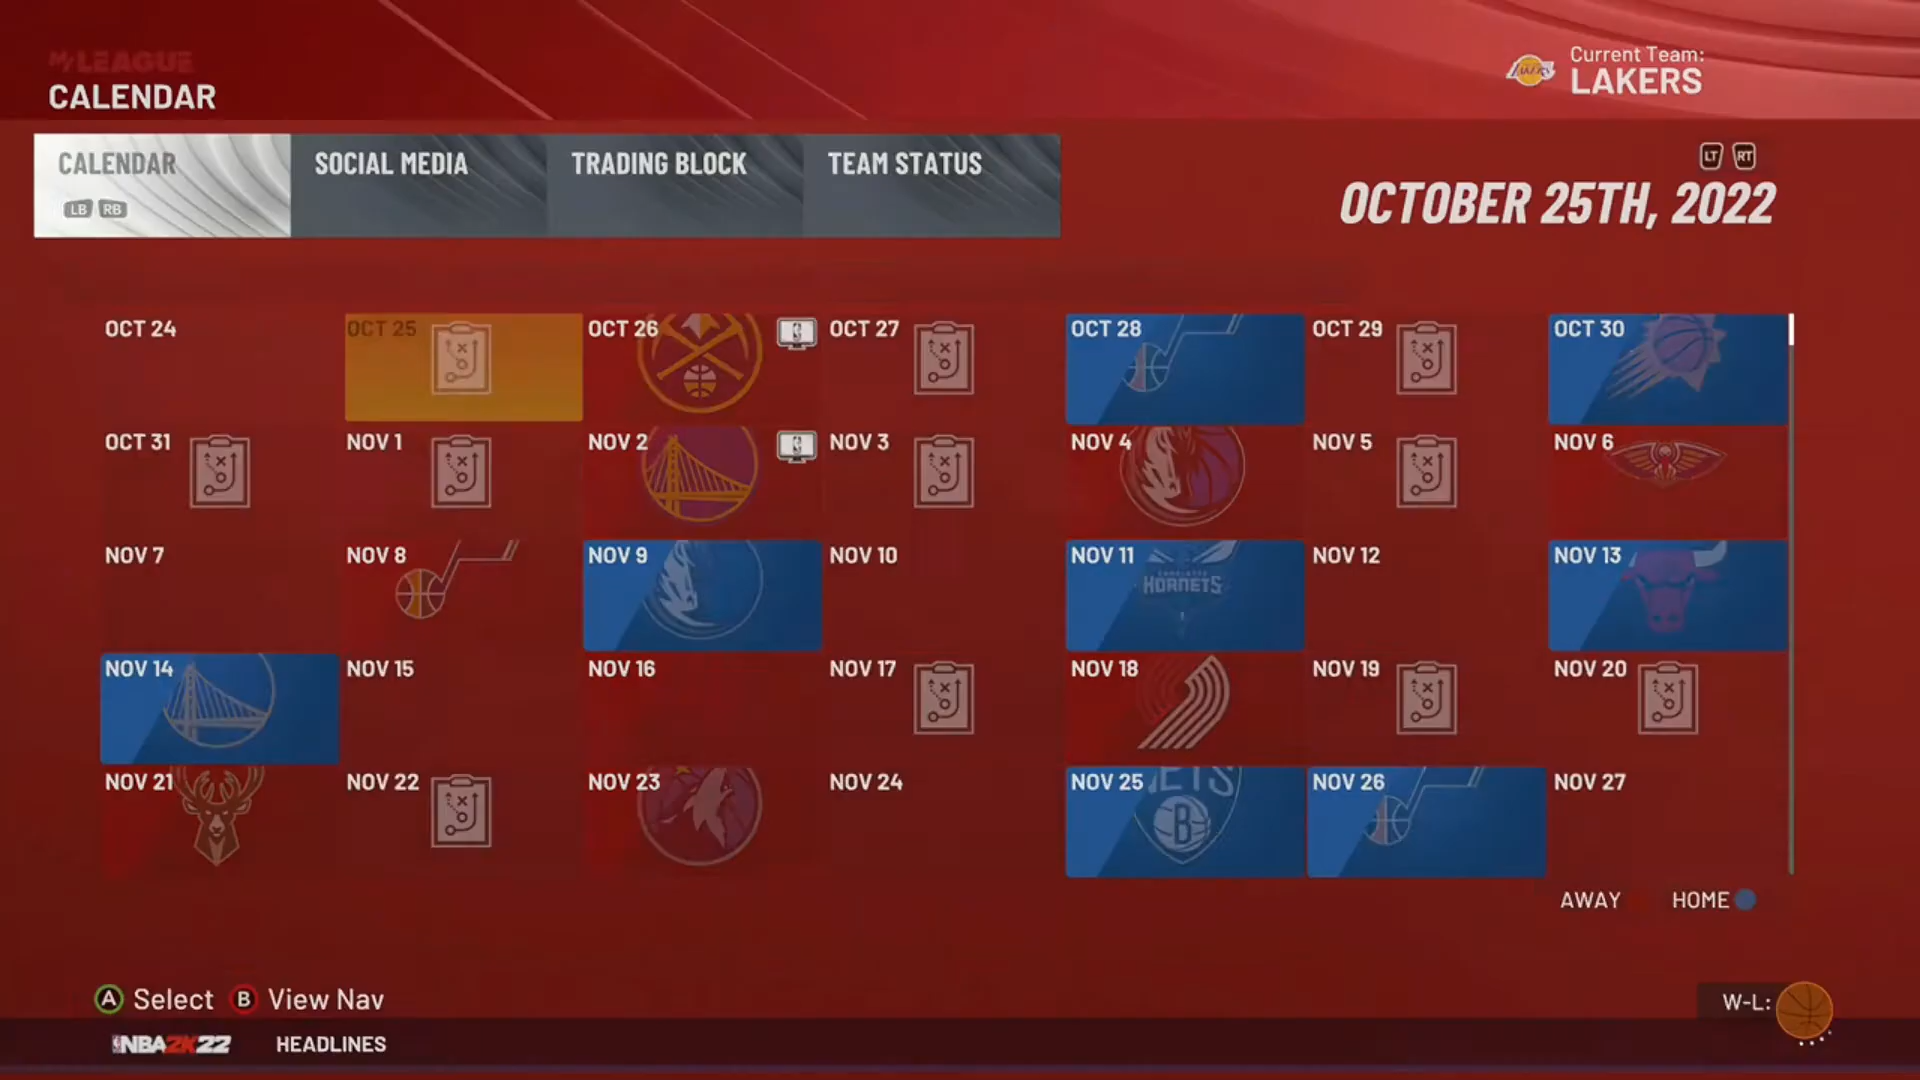 MyLEAGUE
CALENDAR
Current Team:
LAKERS
CALENDAR
LB RB
SOCIAL MEDIA
TRADING BLOCK
TEAM STATUS
LT RT
OCTOBER 25TH, 2022
OCT 24
OCT 25
OCT 26
OCT 27
OCT 28
OCT 29
OCT 30
OCT 31
NOV 1
NOV 2
NOV 3
NOV 4
NOV 5
NOV 6
NOV 7
NOV 8
NOV 9
NOV 10
NOV 11
HORNETS
NOV 12
NOV 13
NOV 14
NOV 15
NOV 16
NOV 17
NOV 18
NOV 19
NOV 20
NOV 21
NOV 22
NOV 23
NOV 24
NOV 25
ETS
B
NOV 26
NOV 27
AWAY
HOME
A Select B View Nav
W-L:
NBA 2K22
HEADLINES